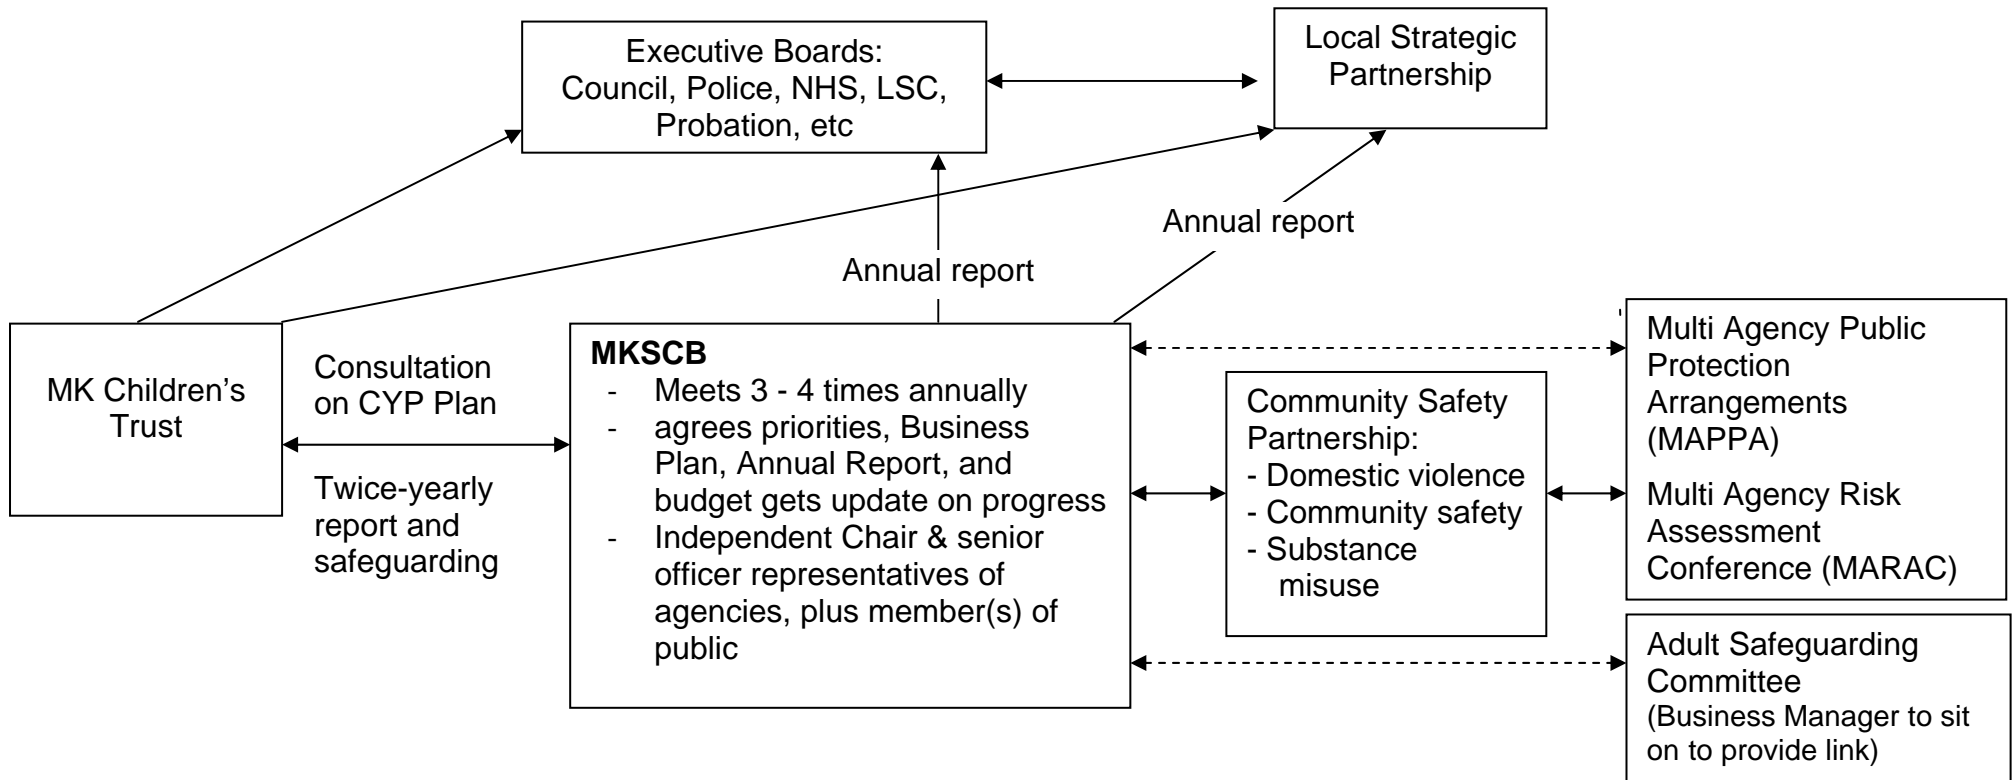 Executive Boards:
Council, Police, NHS, LSC,
Probation, etc
Local Strategic
Partnership
Annual report
Annual report
MK Children's
Trust
Consultation
on CYP Plan
Twice-yearly
report and
safeguarding
MKSCB
- Meets 3 - 4 times annually
- agrees priorities, Business
Plan, Annual Report, and
budget gets update on progress
- Independent Chair & senior
officer representatives of
agencies, plus member(s) of
public
Community Safety
Partnership:
- Domestic violence
- Community safety
- Substance
misuse
Multi Agency Public
Protection
Arrangements
(MAPPA)
Multi Agency Risk
Assessment
Conference (MARAC)
Adult Safeguarding
Committee
(Business Manager to sit
on to provide link)